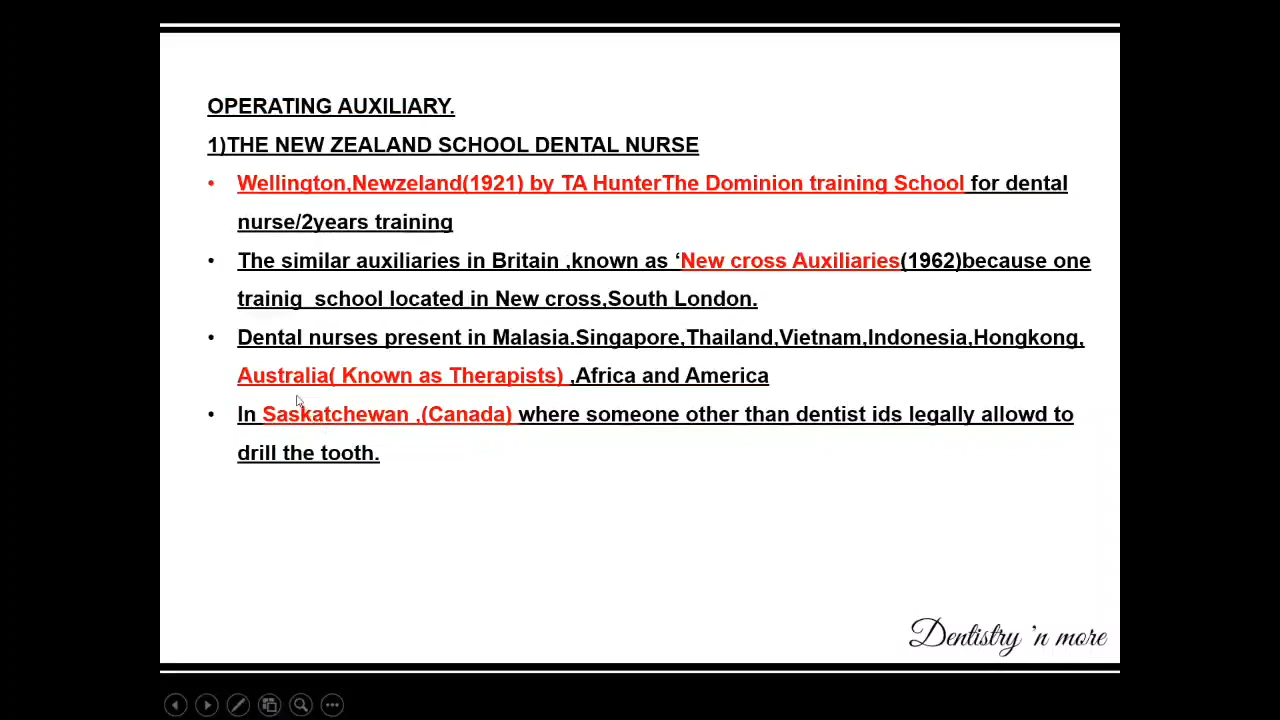 OPERATING AUXILIARY.
1)THE NEW ZEALAND SCHOOL DENTAL NURSE
• Wellington,Newzeland(1921) by TA HunterThe Dominion training School for dental
nurse/2years training
• The similar auxiliaries in Britain ,known as ‘New cross Auxiliaries(1962)because one
trainig school located in New cross,South London.
• Dental nurses present in Malasia.Singapore,Thailand,Vietnam,Indonesia,Hongkong,
Australia( Known as Therapists) ,Africa and America
• In Saskatchewan ,(Canada) where someone other than dentist ids legally allowd to
drill the tooth.
Dentistry 'n more